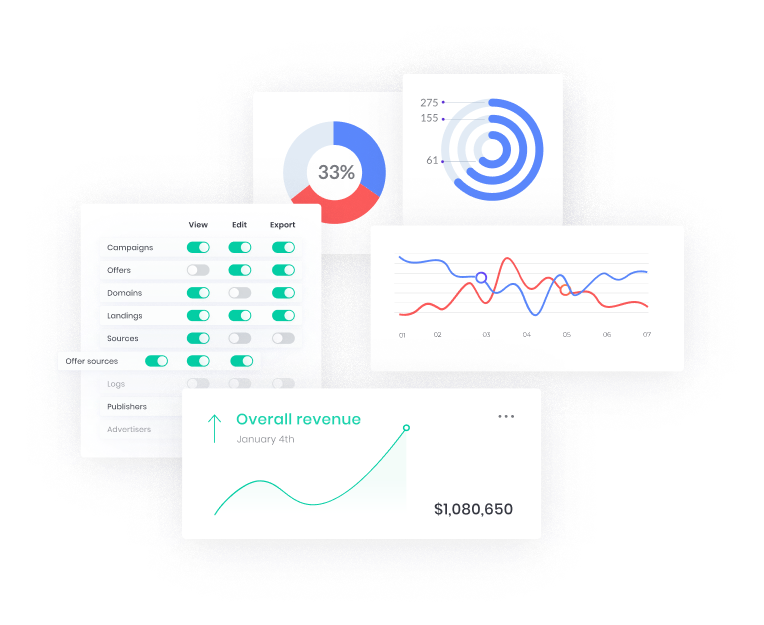 275
155
61
33%
View Edit Export
Campaigns
Offers
Domains
Landings
Sources
Offer sources
Logs
Publishers
Advertisers
01 02 03 04 05 06 07
Overall revenue
January 4th
$1,080,650